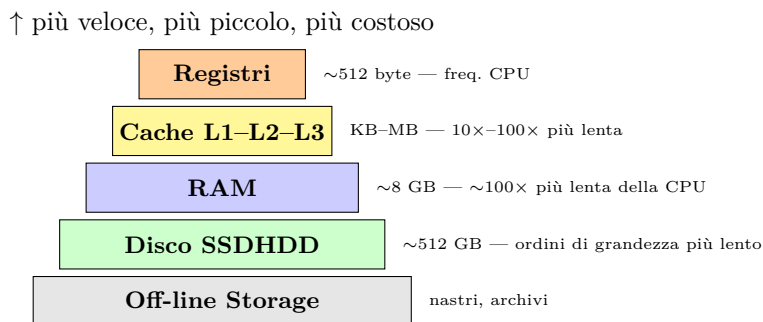 ↑ più veloce, più piccolo, più costoso
Registri ∼512 byte — freq. CPU
Cache L1–L2–L3 KB–MB — 10×–100× più lenta
RAM ∼8 GB — ∼100× più lenta della CPU
Disco SSDHDD ∼512 GB — ordini di grandezza più lento
Off-line Storage nastri, archivi